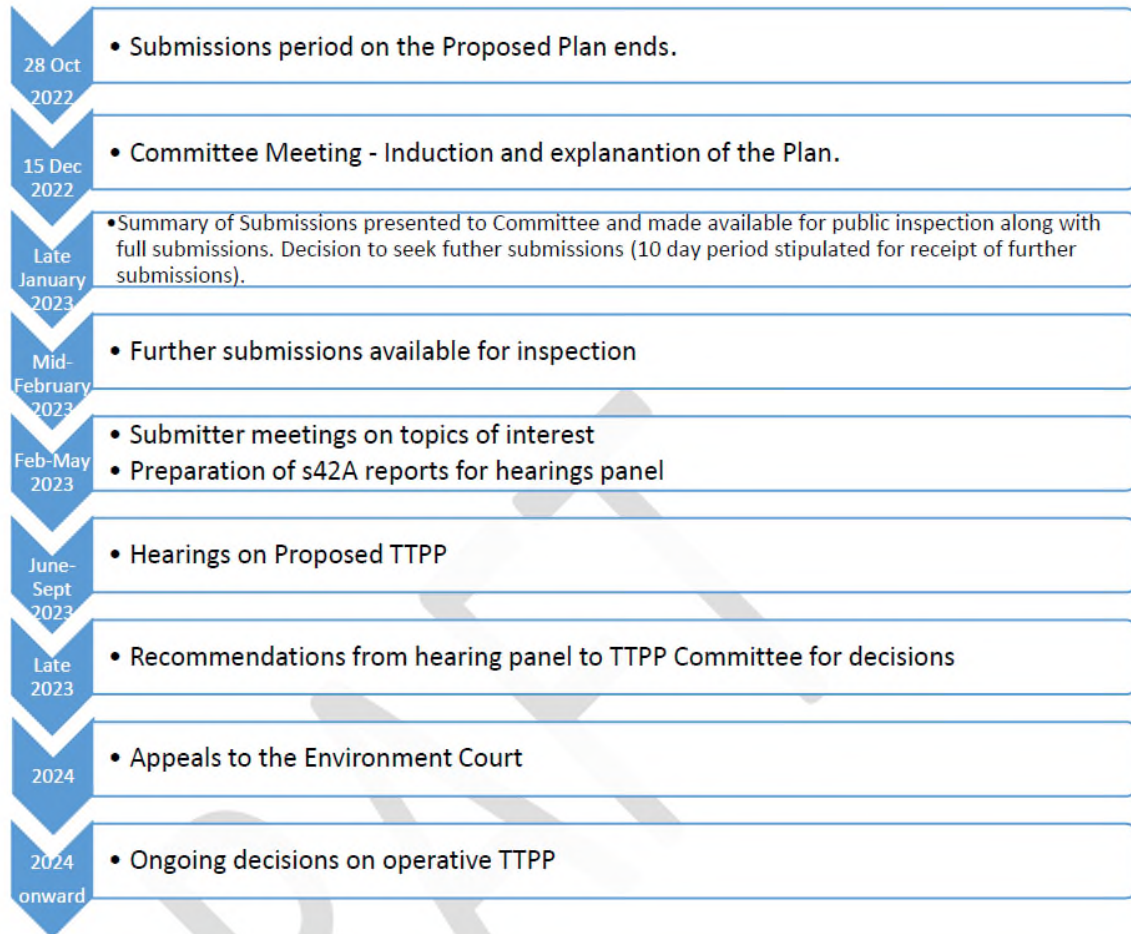 28 Oct
2022
• Submissions period on the Proposed Plan ends.
15 Dec
2022
• Committee Meeting - Induction and explanantion of the Plan.
Late
January
2023
•Summary of Submissions presented to Committee and made available for public inspection along with
full submissions. Decision to seek futher submissions (10 day period stipulated for receipt of further
submissions).
Mid-
February
2023
• Further submissions available for inspection
Feb-May
2023
• Submitter meetings on topics of interest
• Preparation of s42A reports for hearings panel
June-
Sept
2023
• Hearings on Proposed TTPP
Late
2023
• Recommendations from hearing panel to TTPP Committee for decisions
2024
• Appeals to the Environment Court
2024
onward
• Ongoing decisions on operative TTPP
DRAFT